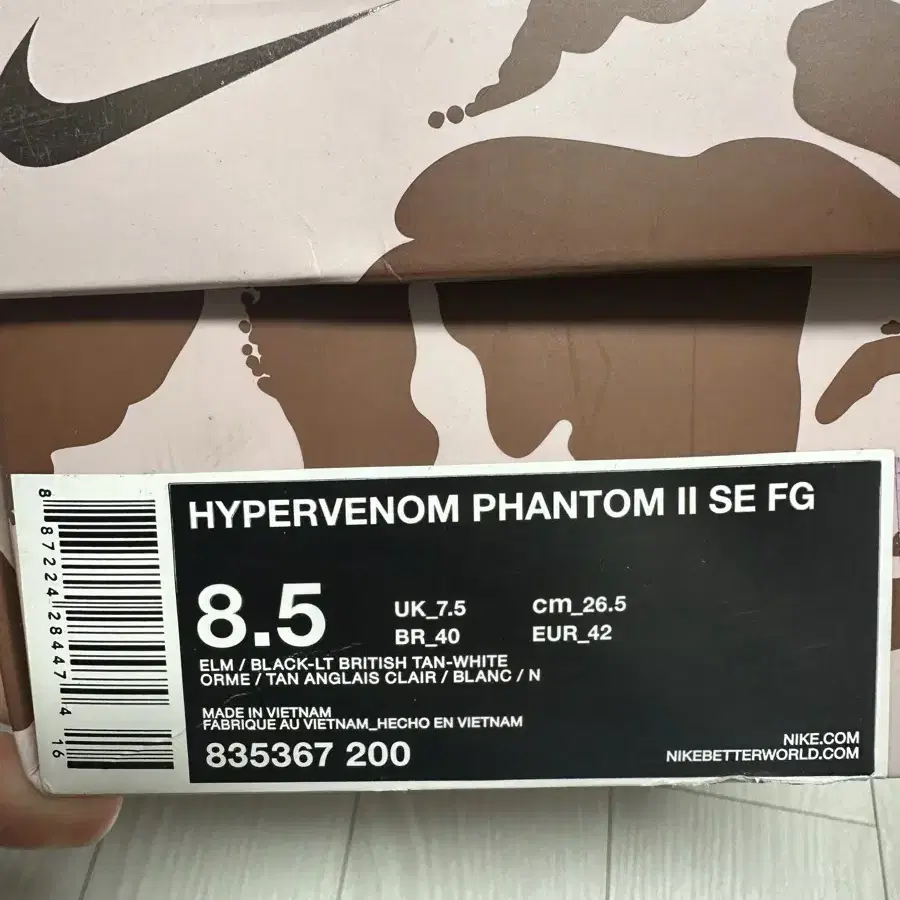 HYPERVENOM PHANTOM II SE FG
8.5
UK_7.5
cm_26.5
BR_40
EUR_42
ELM / BLACK-LT BRITISH TAN-WHITE
ORME / TAN ANGLAIS CLAIR / BLANC / N
MADE IN VIETNAM
FABRIQUE AU VIETNAM_HECHO EN VIETNAM
835367 200
NIKE.COM
NIKEBETTERWORLD.COM
8 87224 28447 4 16